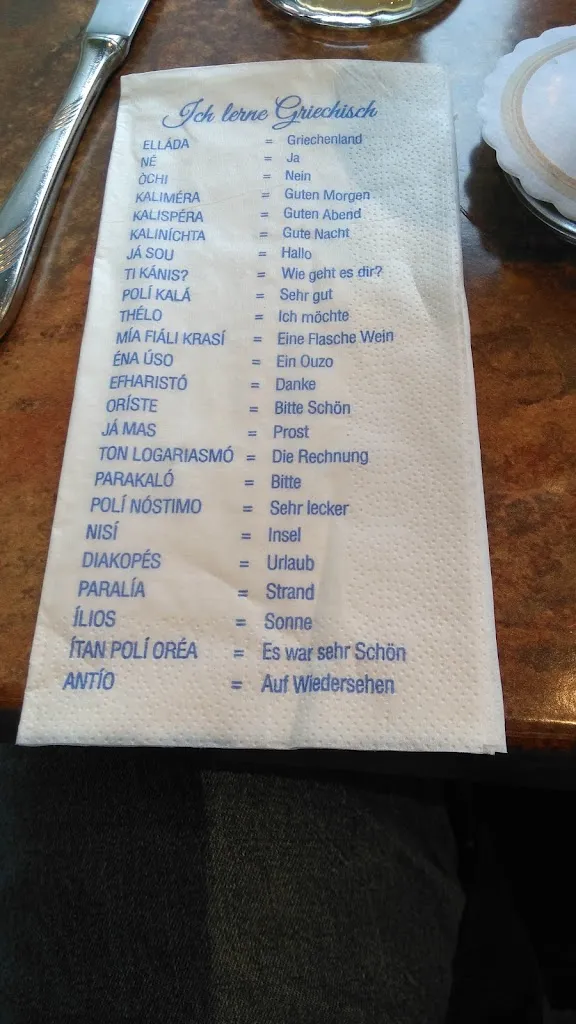 Ich lerne Griechisch
ELLÁDA = Griechenland
NÊ = Ja
ÒCHI = Nein
KALIMÉRA = Guten Morgen
KALISPÉRA = Guten Abend
KALINÍCHTA = Gute Nacht
JÁ SOU = Hallo
TI KÁNIS? = Wie geht es dir?
POLÍ KALÁ = Sehr gut
THÉLO = Ich möchte
MÍA FIÁLI KRASÍ = Eine Flasche Wein
ÉNA ÚSO = Ein Ouzo
EFHARISTÓ = Danke
ORÍSTE = Bitte Schön
JÁ MAS = Prost
TON LOGARIASMÓ = Die Rechnung
PARAKALÓ = Bitte
POLÍ NÓSTIMO = Sehr lecker
NISÍ = Insel
DIAKOPÉS = Urlaub
PARALÍA = Strand
ÍLIOS = Sonne
ÍTAN POLÍ ORÉA = Es war sehr Schön
ANTÍO = Auf Wiedersehen